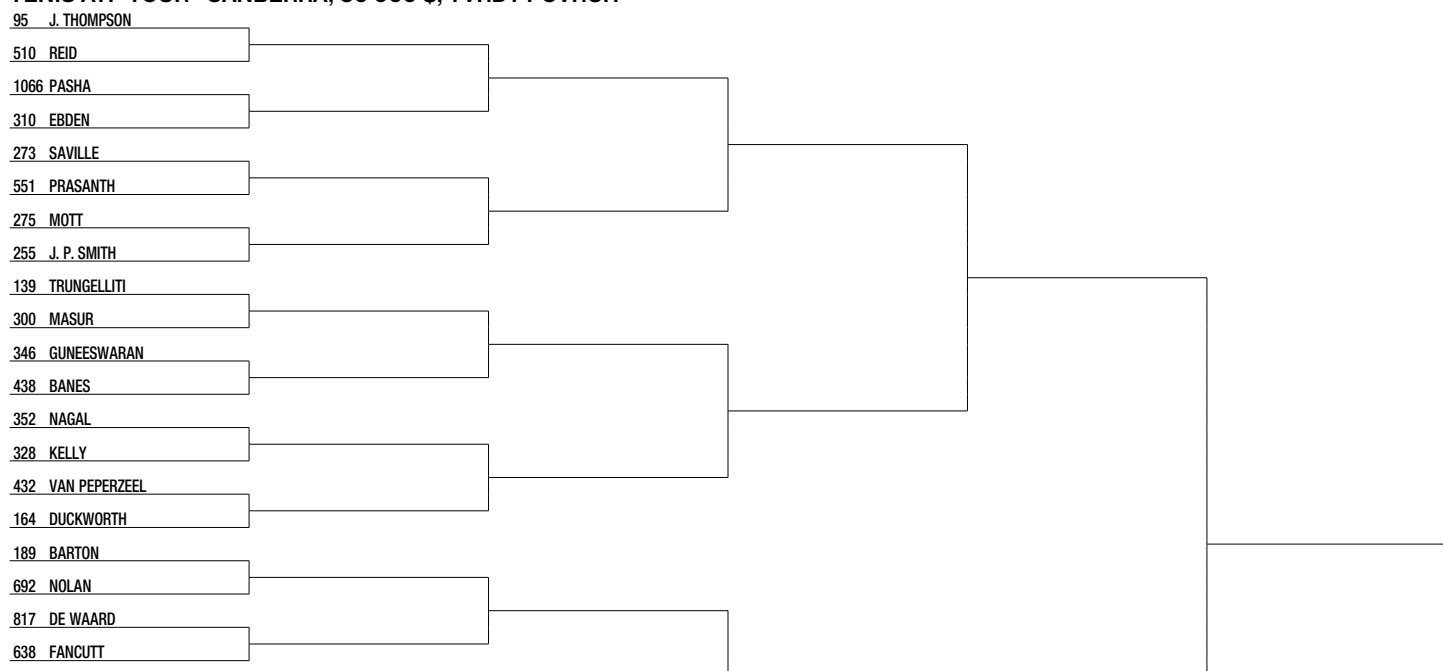 95 J. THOMPSON
510 REID
1066 PASHA
310 EBDEN
273 SAVILLE
551 PRASANTH
275 MOTT
255 J. P. SMITH
139 TRUNGELLITI
300 MASUR
346 GUNEESWARAN
438 BANES
352 NAGAL
328 KELLY
432 VAN PEPERZEEL
164 DUCKWORTH
189 BARTON
692 NOLAN
817 DE WAARD
638 FANCUTT